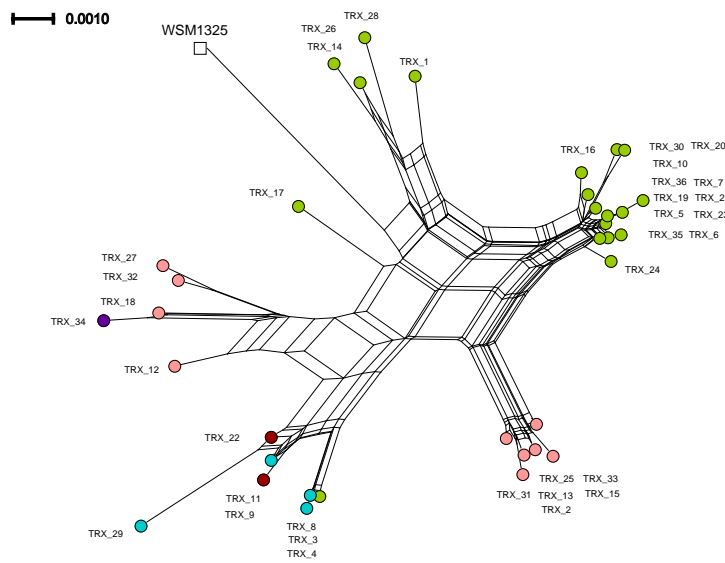 0.0010
WSM1325
TRX_28
TRX_26
TRX_14
TRX_1
TRX_16
TRX_30 TRX_20
TRX_10
TRX_36 TRX_7
TRX_19
TRX_5
TRX_35 TRX_6
TRX_24
TRX_17
TRX_27
TRX_32
TRX_18
TRX_34
TRX_12
TRX_22
TRX_11
TRX_9
TRX_29
TRX_8
TRX_3
TRX_4
TRX_25 TRX_33
TRX_31 TRX_13 TRX_15
TRX_2